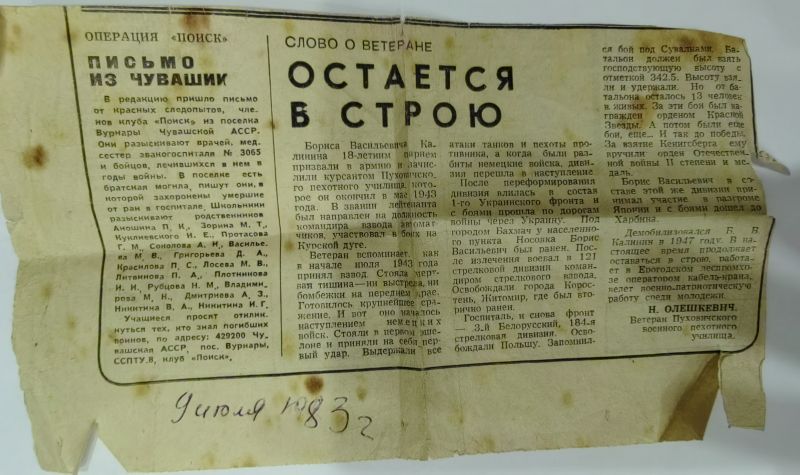 ОПЕРАЦИЯ «ПОИСК»
ПИСЬМО
ИЗ ЧУВАШИИ
В редакцию пришло письмо
от красных следопытов, чле-
нов клуба «Поиск» из поселка
Вурнары Чувашской АССР.
Они разыскивают врачей, мед.
сестер эвакогоспиталя № 3065
и бойцов, лечившихся в нем в
годы войны. В поселке есть
братская могила, пишут они, в
которой захоронены умершие
от ран в госпитале. Школьники
разыскивают родственников
Аношина П. К., Зорина М. Т.,
Куклиевского И. Е., Протаса
Г. М., Соколова А. К., Василье-
ва М. В., Григорьева Д. А.,
Красилова П. С., Лосева М. В.,
Литвинова П. А., Плотникова
И. И., Рубцова Н. М., Владими-
рова М. К., Дмитриева А. З.,
Никитина В. А., Никитина И. Г.
Учащиеся просят отклик-
нуться тех, кто знал погибших
воинов, по адресу: 429200 Чу-
вашская АССР, пос. Вурнары,
ССПТУ-8, клуб «Поиск».
СЛОВО О ВЕТЕРАНЕ
ОСТАЕТСЯ
В СТРОЮ
Бориса Васильевича Ка-
линина 18-летним парнем
призвали в армию и зачис-
лили курсантом Пуховичско-
го пехотного училища, кото-
рое он окончил в мае 1943
года. В звании лейтенанта
был направлен на должность
командира взвода автомат-
чиков, участвовал в боях на
Курской дуге.
Ветеран вспоминает, как
в начале июля 1943 года
принял взвод. Стояла мерт-
вая тишина—ни выстрела, ни
бомбежки на переднем крае.
Готовилось крупнейшее сра-
жение. И вот оно началось
наступлением немецких
войск. Стояли в первом эше-
лоне и приняли на себя пер-
вый удар. Выдержали все
атаки танков и пехоты про-
тивника, а когда были раз-
биты немецкие войска, диви-
зия перешла в наступление.
После переформирования
дивизия влилась в состав
1-го Украинского фронта и
с боями прошла по дорогам
войны через Украину. Под
городом Бахмач у населенно-
го пункта Носовка Борис
Васильевич был ранен. Пос-
ле излечения воевал в 121
стрелковой дивизии коман-
диром стрелкового взвода.
Освобождали города Корос-
тень, Житомир, где был вто-
рично ранен.
Госпиталь, и снова фронт
— 3-й Белорусский, 184-я
стрелковая дивизия. Осво-
бождали Польшу. Запомнил-
ся бой под Сувалками. Ба-
тальон должен был взять
господствующую высоту с
отметкой 342.5. Высоту взя-
ли и удержали. Но от ба-
тальона осталось 13 человек
в живых. За эти бои был на-
гражден орденом Красной
Звезды. А потом были еще
бои, еще... И так до победы.
За взятие Кенигсберга ему
вручили орден Отечествен-
ной войны II степени и ме-
даль.
Борис Васильевич в со-
ставе этой же дивизии прини-
мал участие в разгроме
Японии и с боями дошел до
Харбина.
Демобилизовался Б. В.
Калинин в 1947 году. В на-
стоящее время продолжает
оставаться в строю, работа-
ет в Ерогодском леспромхо-
зе оператором кабель-крана,
ведет военно-патриотическую
работу среди молодежи.
Н. ОЛЕШКЕВИЧ.
Ветеран Пуховичского
военного пехотного
училища.
9 июля 1983 г